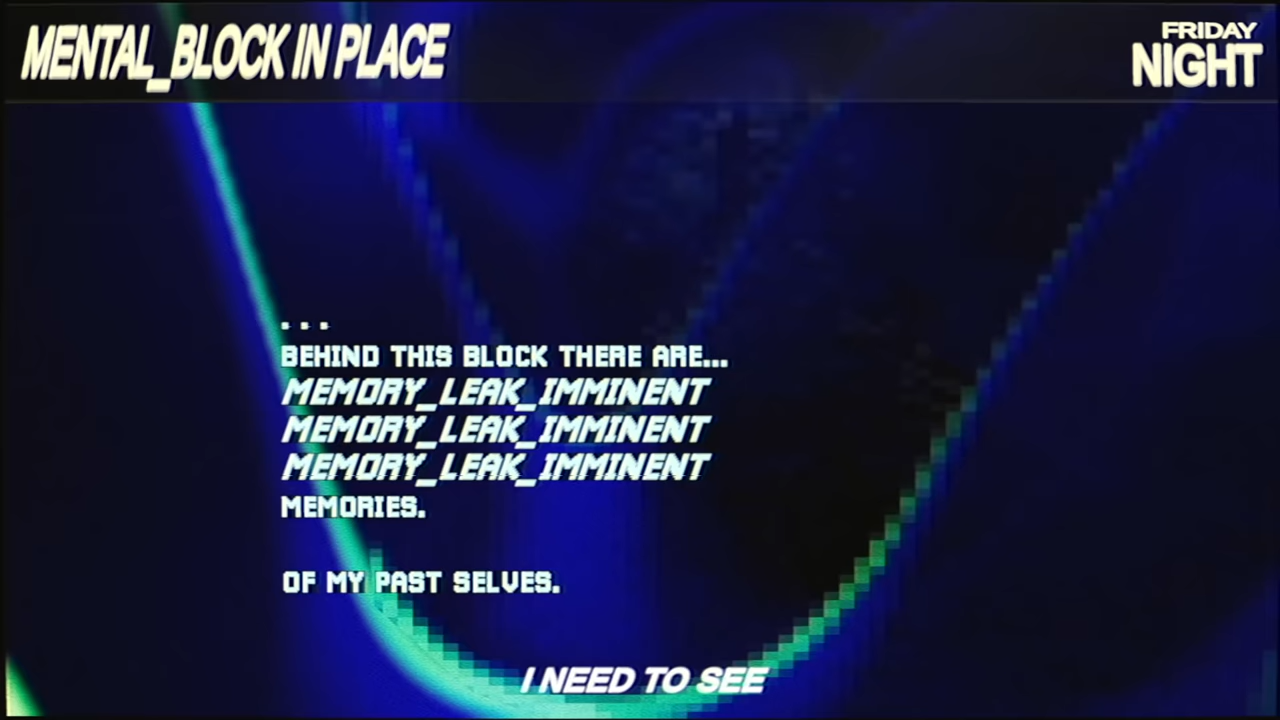 MENTAL_BLOCK IN PLACE
FRIDAY
NIGHT
...
BEHIND THIS BLOCK THERE ARE...
MEMORY_LEAK_IMMINENT
MEMORY_LEAK_IMMINENT
MEMORY_LEAK_IMMINENT
MEMORIES.
OF MY PAST SELVES.
I NEED TO SEE